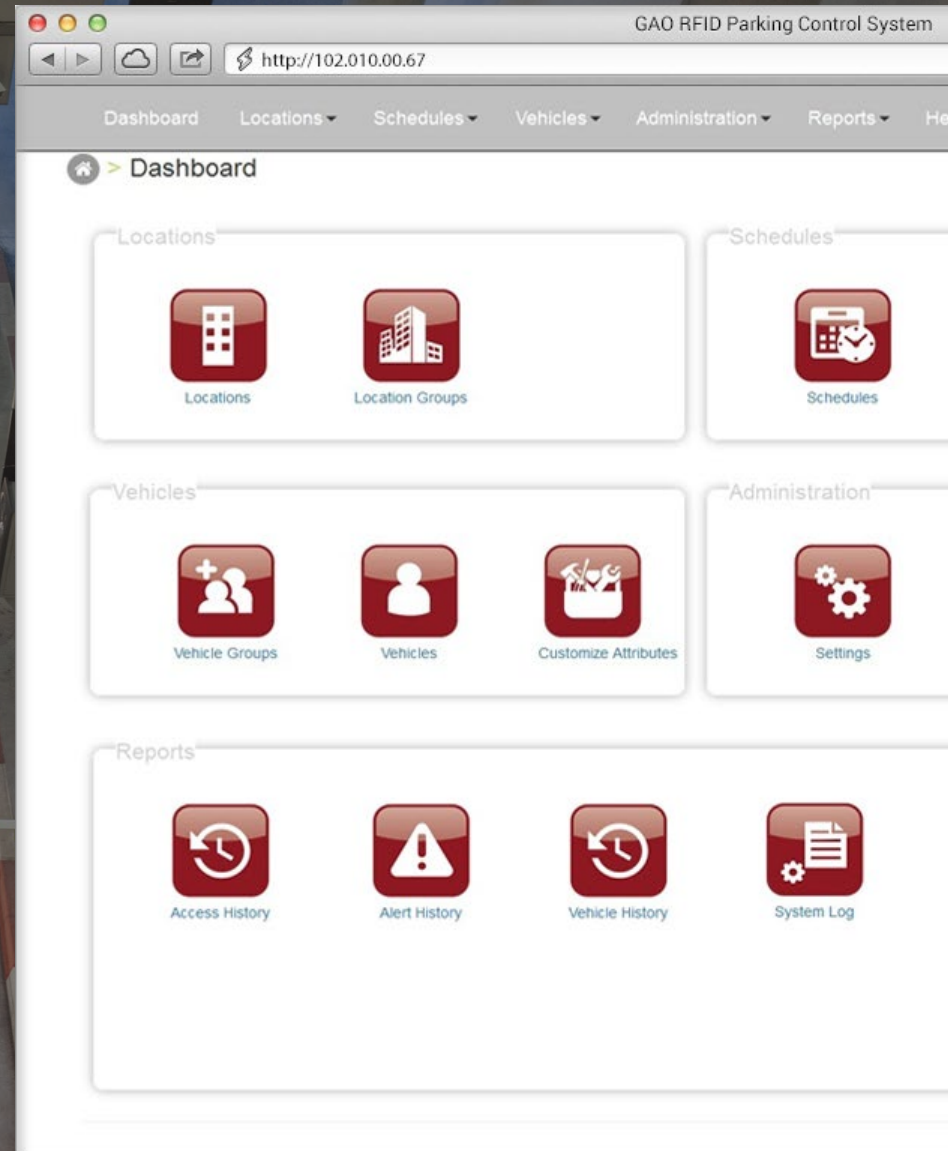 GAO RFID Parking Control System
http://102.010.00.67
Dashboard Locations Schedules Vehicles Administration Reports He
> Dashboard
Locations
Schedules
Locations
Location Groups
Schedules
Vehicles
Administration
Vehicle Groups
Vehicles
Customize Attributes
Settings
Reports
Access History
Alert History
Vehicle History
System Log